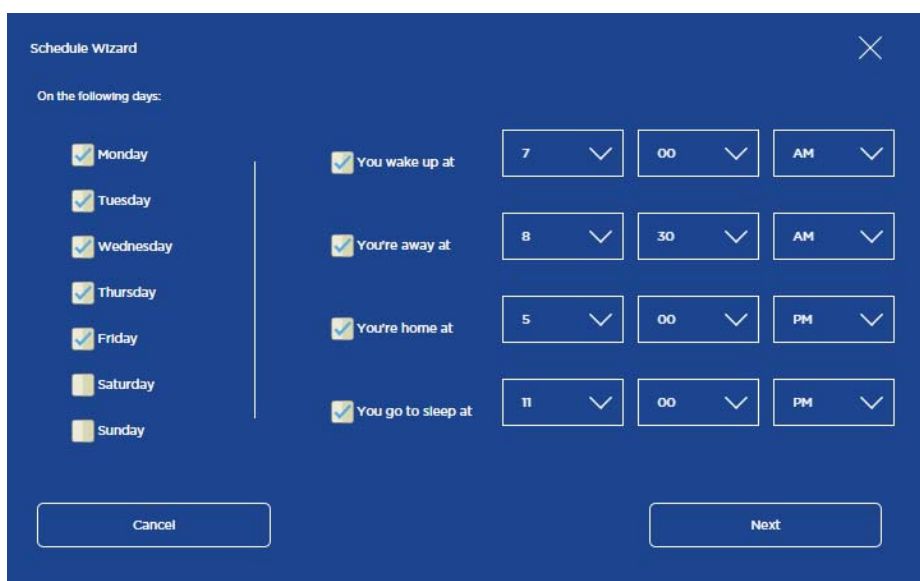 Schedule Wizard
On the following days:
Monday
Tuesday
Wednesday
Thursday
Friday
Saturday
Sunday
You wake up at 7 00 AM
You're away at 8 30 AM
You're home at 5 00 PM
You go to sleep at 11 00 PM
Cancel
Next